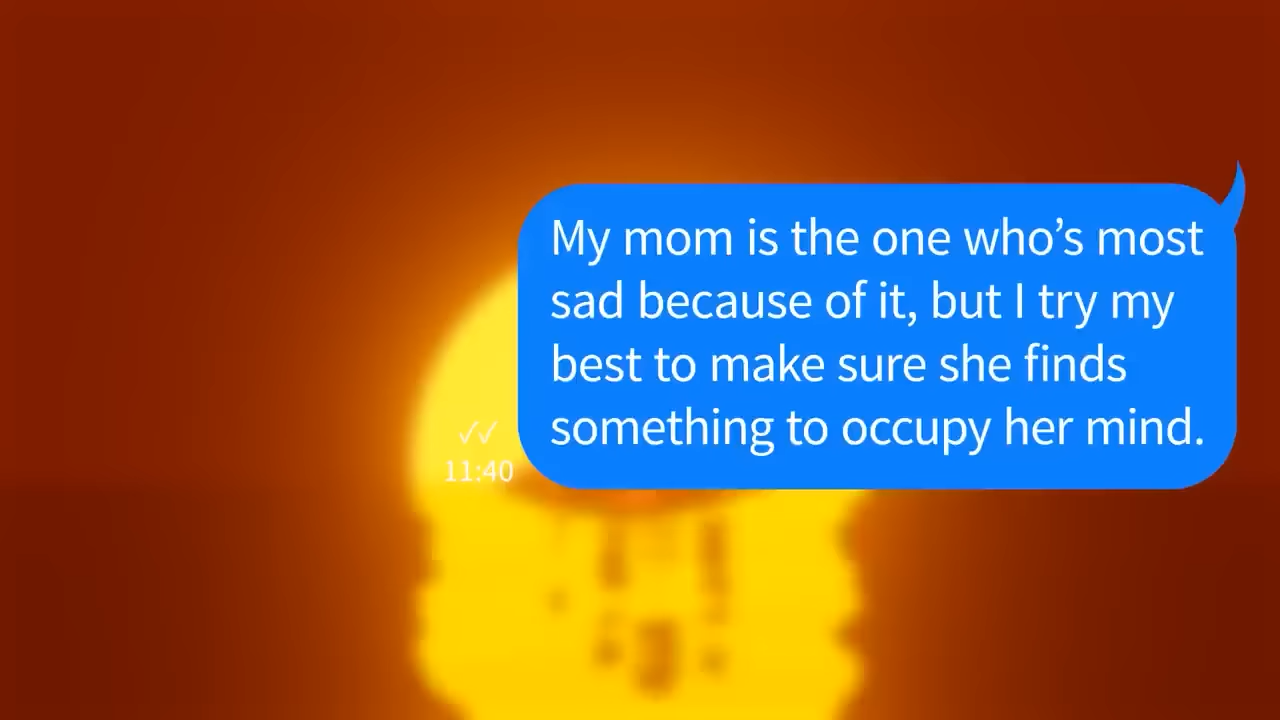 My mom is the one who’s most
sad because of it, but I try my
best to make sure she finds
something to occupy her mind.
✓✓
11:40